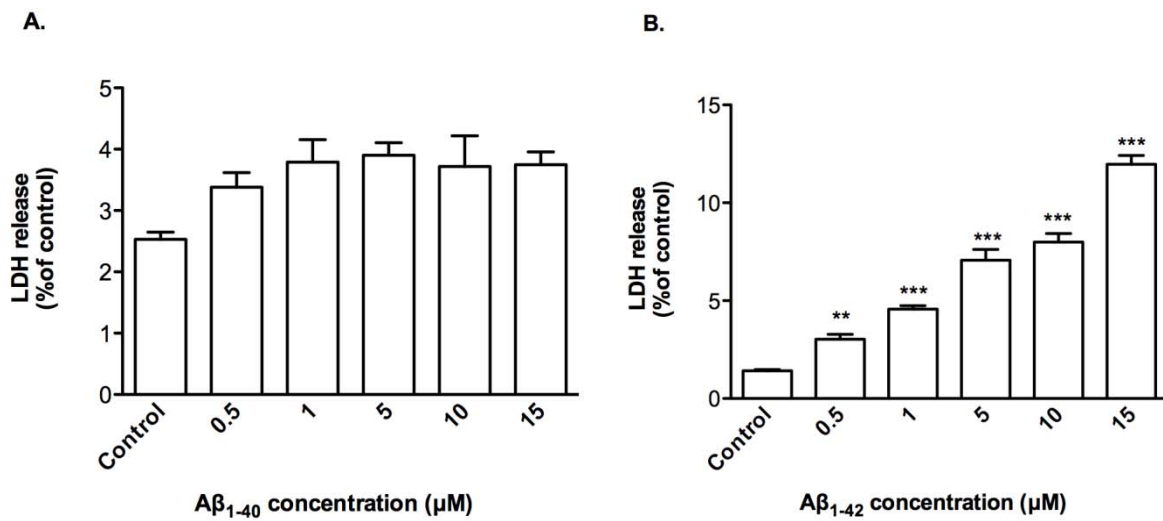 A.
5
4
3
2
1
0
LDH release
(%of control)
Control
0.5
1
5
10
15
Aβ1-40 concentration (µM)
B.
15
10
5
0
LDH release
(%of control)
**
***
***
***
***
Control
0.5
1
5
10
15
Aβ1-42 concentration (µM)